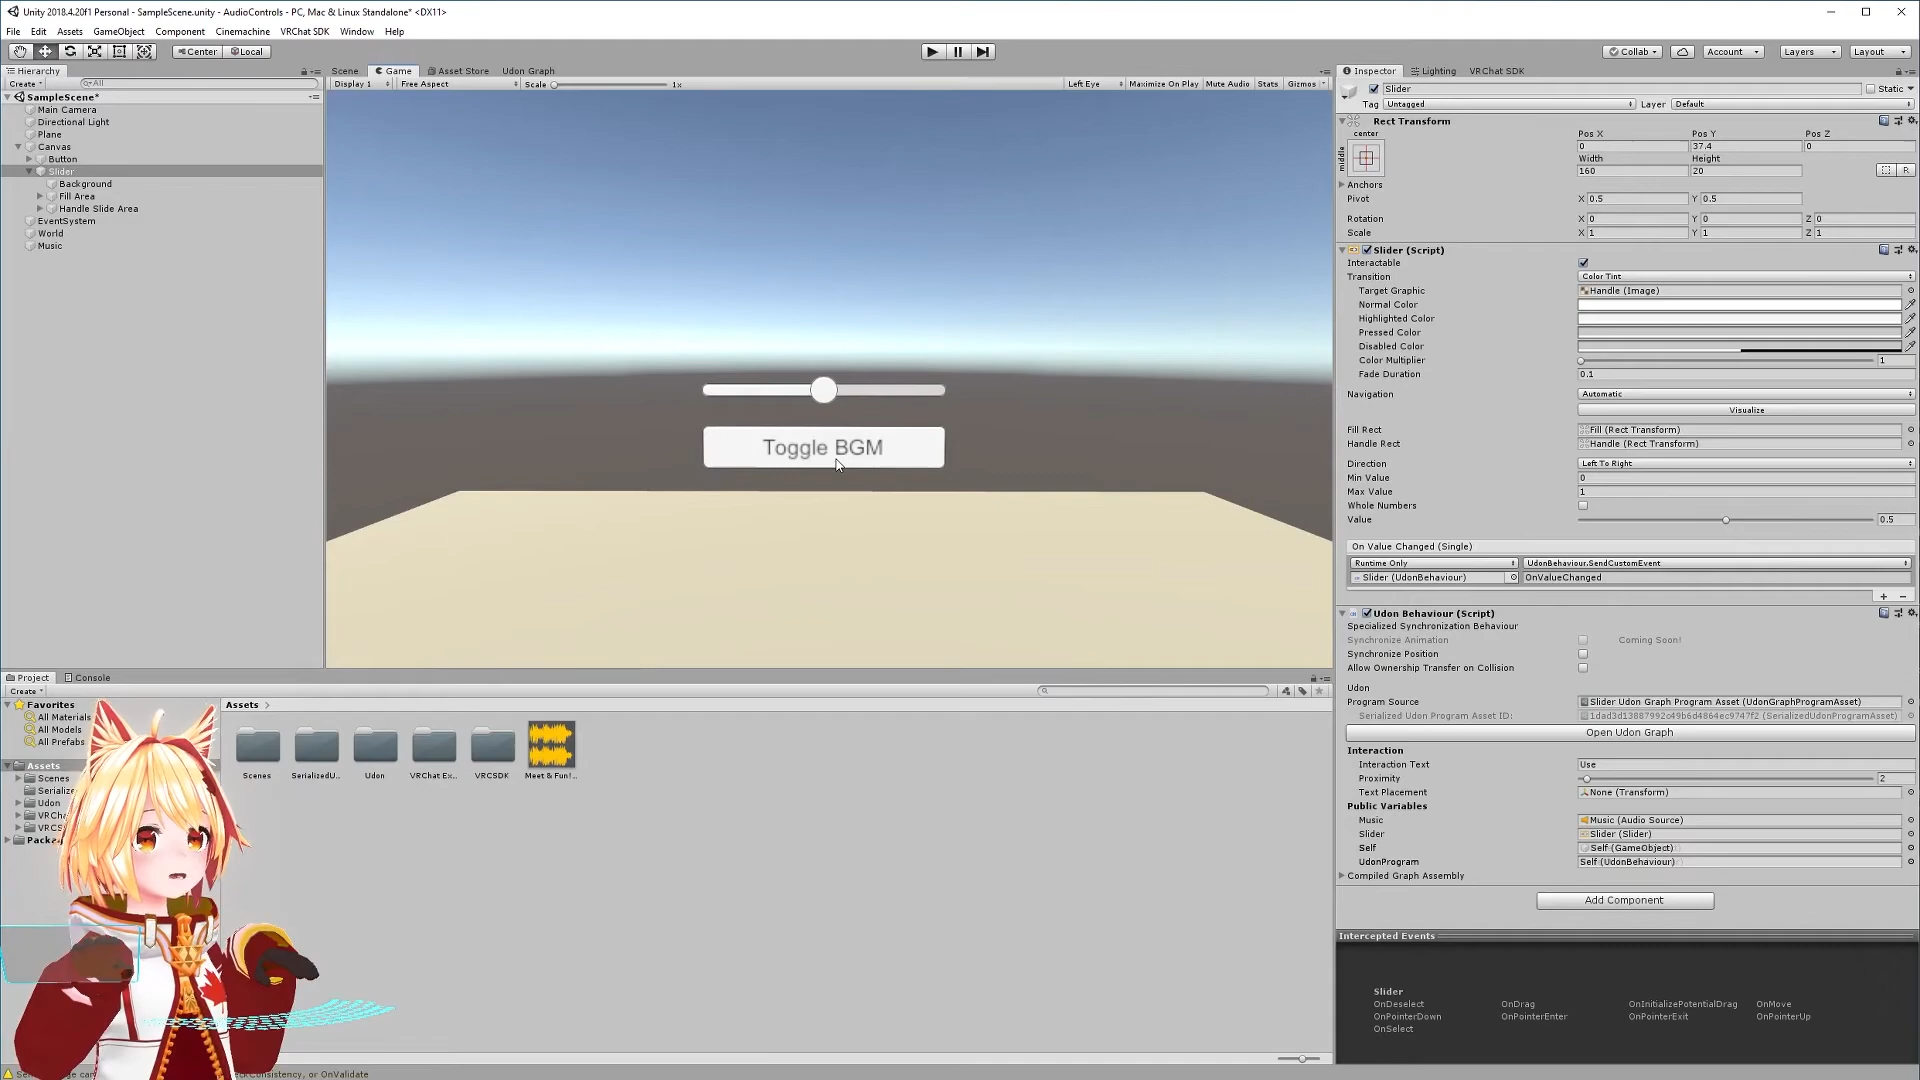 Unity 2018.4.20f1 Personal - SampleScene.unity - AudioControls - PC, Mac & Linux Standalone* <DX11>
File Edit Assets GameObject Component Cinemachine VRChat SDK Window Help
Center Local
Collab Account Layers Layout
Hierarchy
Create All
SampleScene*
Main Camera
Directional Light
Plane
Canvas
Button
Slider
Background
Fill Area
Handle Slide Area
EventSystem
World
Music
Scene Game Asset Store Udon Graph
Display 1 Free Aspect Scale 1x Left Eye Maximize On Play Mute Audio Stats Gizmos
Toggle BGM
Inspector Lighting VRChat SDK
Slider Static
Tag Untagged Layer Default
Rect Transform
center
middle
Pos X Pos Y Pos Z
0 37.4 0
Width Height
160 20
R
Anchors
Pivot X 0.5 Y 0.5
Rotation X 0 Y 0 Z 0
Scale X 1 Y 1 Z 1
Slider (Script)
Interactable
Transition Color Tint
Target Graphic Handle (Image)
Normal Color
Highlighted Color
Pressed Color
Disabled Color
Color Multiplier 1
Fade Duration 0.1
Navigation Automatic
Visualize
Fill Rect Fill (Rect Transform)
Handle Rect Handle (Rect Transform)
Direction Left To Right
Min Value 0
Max Value 1
Whole Numbers
Value 0.5
On Value Changed (Single)
Runtime Only UdonBehaviour.SendCustomEvent
Slider (UdonBehaviour) OnValueChanged
+ −
Udon Behaviour (Script)
Specialized Synchronization Behaviour
Synchronize Animation Coming Soon!
Synchronize Position
Allow Ownership Transfer on Collision
Udon
Program Source Slider Udon Graph Program Asset (UdonGraphProgramAsset)
Serialized Udon Program Asset ID: (SerializedUdonProgramAsset)
Open Udon Graph
Interaction
Interaction Text Use
Proximity 2
Text Placement None (Transform)
Public Variables
Music Music (Audio Source)
Slider Slider (Slider)
Self Self (GameObject)
UdonProgram Self (UdonBehaviour)
Compiled Graph Assembly
Add Component
Intercepted Events
Slider
OnDeselect OnDrag OnInitializePotentialDrag OnMove
OnPointerDown OnPointerEnter OnPointerExit OnPointerUp
OnSelect
Project Console
Create
Favorites
All Materials
All Models
All Prefabs
Assets
Scenes
Serialize
Udon
VRCh
VRCS
Packa
Assets
Scenes SerializedU... Udon VRChat Ex... VRCSDK Meet & Fun!...
Consistency, or OnValidate